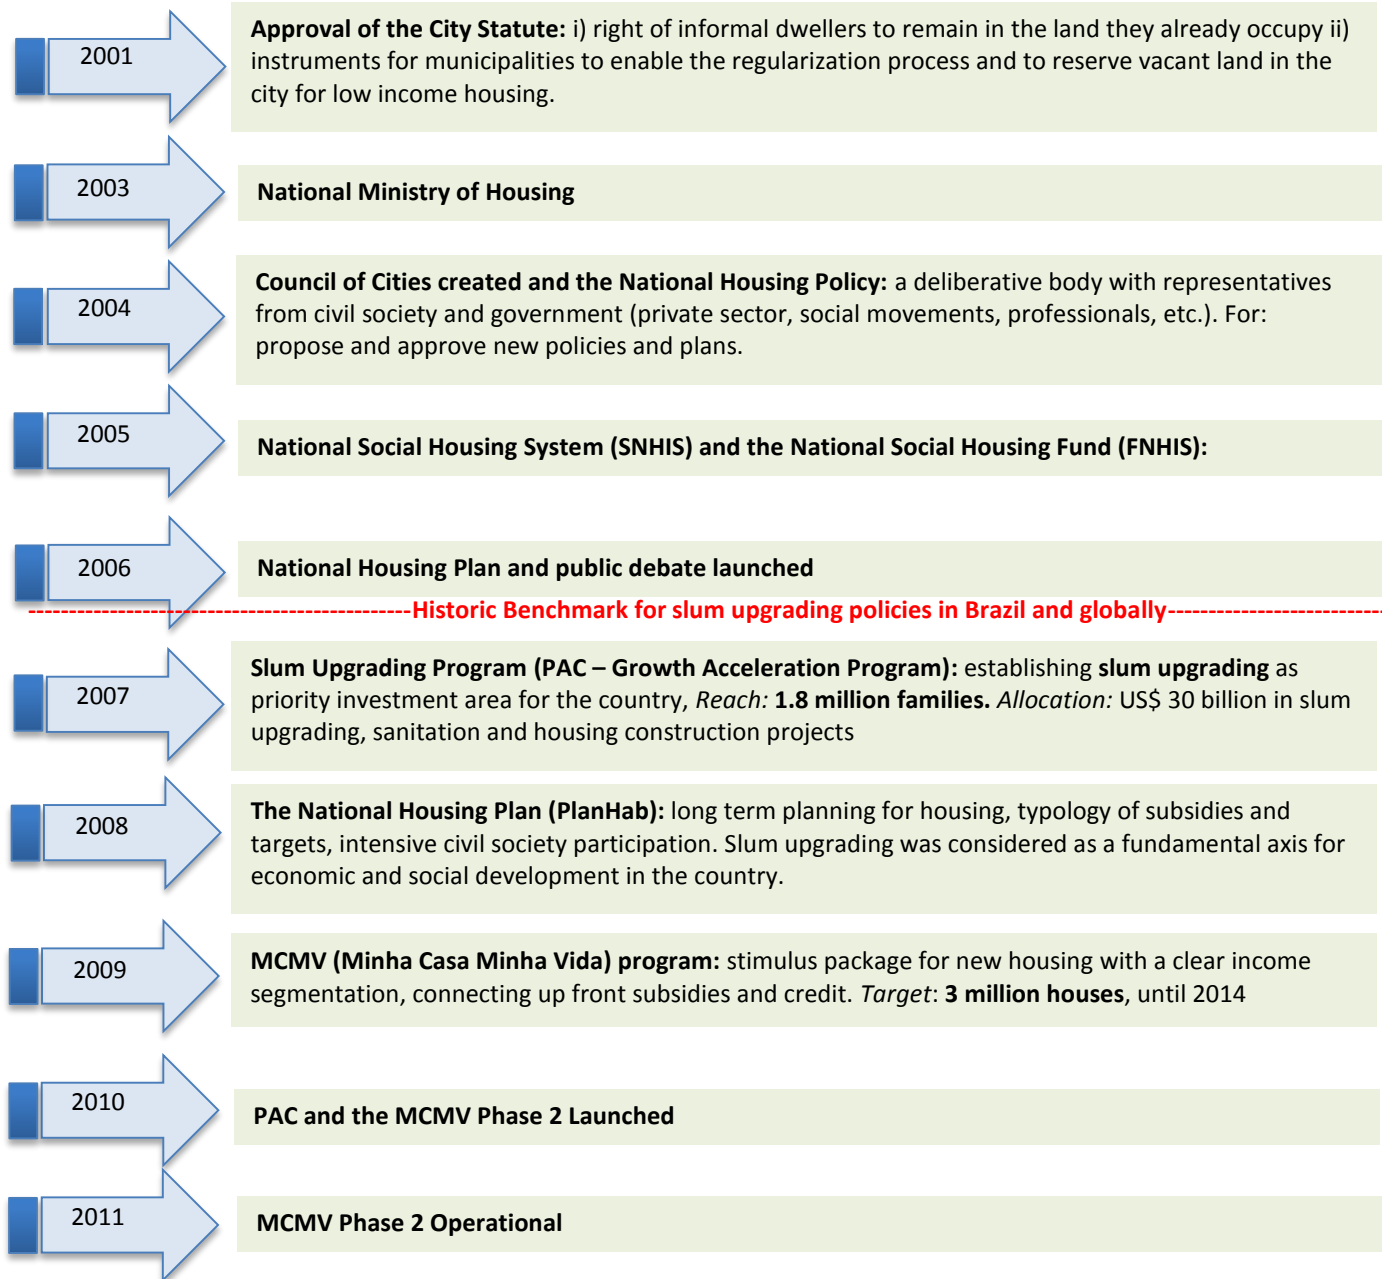 2001
Approval of the City Statute: i) right of informal dwellers to remain in the land they already occupy ii)
instruments for municipalities to enable the regularization process and to reserve vacant land in the
city for low income housing.
2003
National Ministry of Housing
2004
Council of Cities created and the National Housing Policy: a deliberative body with representatives
from civil society and government (private sector, social movements, professionals, etc.). For:
propose and approve new policies and plans.
2005
National Social Housing System (SNHIS) and the National Social Housing Fund (FNHIS):
2006
National Housing Plan and public debate launched
-----------------------------------------------Historic Benchmark for slum upgrading policies in Brazil and globally---------------------------
2007
Slum Upgrading Program (PAC – Growth Acceleration Program): establishing slum upgrading as
priority investment area for the country, Reach: 1.8 million families. Allocation: US$ 30 billion in slum
upgrading, sanitation and housing construction projects
2008
The National Housing Plan (PlanHab): long term planning for housing, typology of subsidies and
targets, intensive civil society participation. Slum upgrading was considered as a fundamental axis for
economic and social development in the country.
2009
MCMV (Minha Casa Minha Vida) program: stimulus package for new housing with a clear income
segmentation, connecting up front subsidies and credit. Target: 3 million houses, until 2014
2010
PAC and the MCMV Phase 2 Launched
2011
MCMV Phase 2 Operational